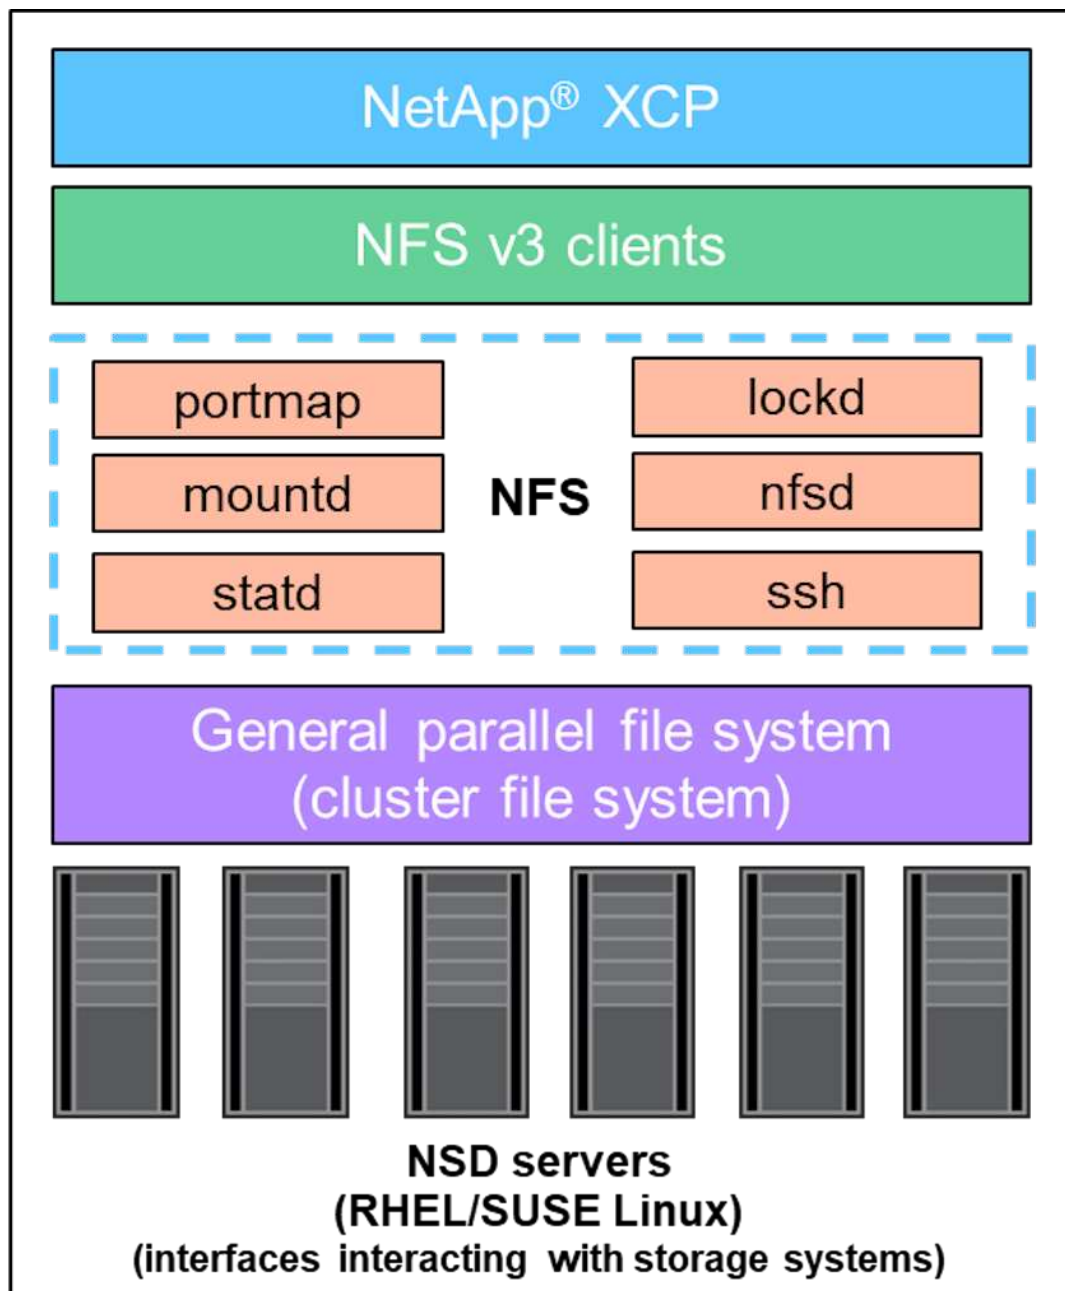 NetApp® XCP
NFS v3 clients
portmap
lockd
mountd
NFS
nfsd
statd
ssh
General parallel file system
(cluster file system)
NSD servers
(RHEL/SUSE Linux)
(interfaces interacting with storage systems)